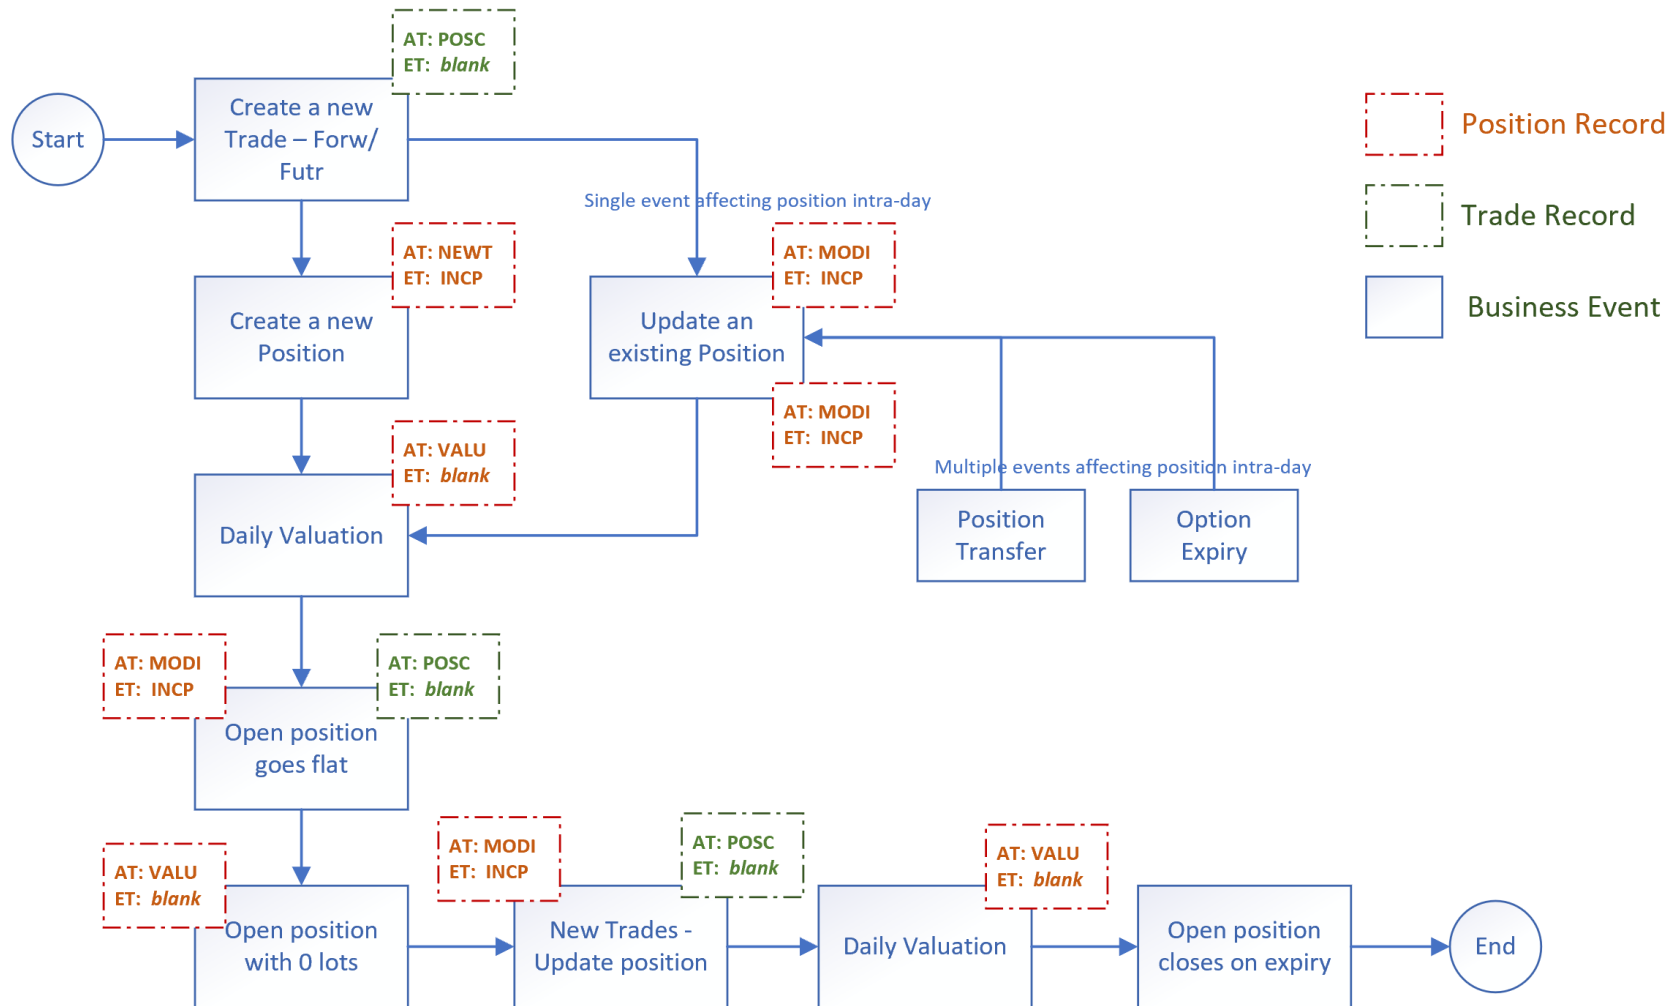 AT: POSC
ET: blank
Start
Create a new
Trade – Forw/
Futr
Position Record
Trade Record
Business Event
Single event affecting position intra-day
AT: NEWT
ET: INCP
AT: MODI
ET: INCP
Create a new
Position
Update an
existing Position
AT: MODI
ET: INCP
AT: VALU
ET: blank
Multiple events affecting position intra-day
Daily Valuation
Position
Transfer
Option
Expiry
AT: MODI
ET: INCP
AT: POSC
ET: blank
Open position
goes flat
AT: VALU
ET: blank
Open position
with 0 lots
AT: MODI
ET: INCP
AT: POSC
ET: blank
New Trades -
Update position
AT: VALU
ET: blank
Daily Valuation
Open position
closes on expiry
End